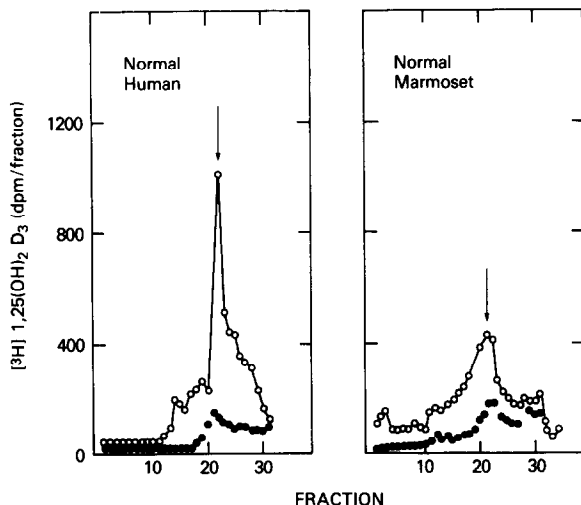 Normal
Human
Normal
Marmoset
[³H] 1,25(OH)₂ D₃ (dpm/fraction)
1200
800
400
0
10
20
30
10
20
30
FRACTION